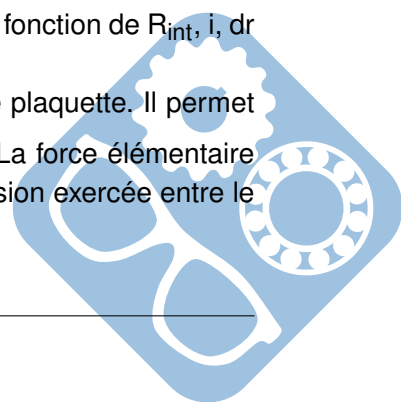 fonction de Rint, i, dr
plaquette. Il permet
La force élémentaire
sion exercée entre le